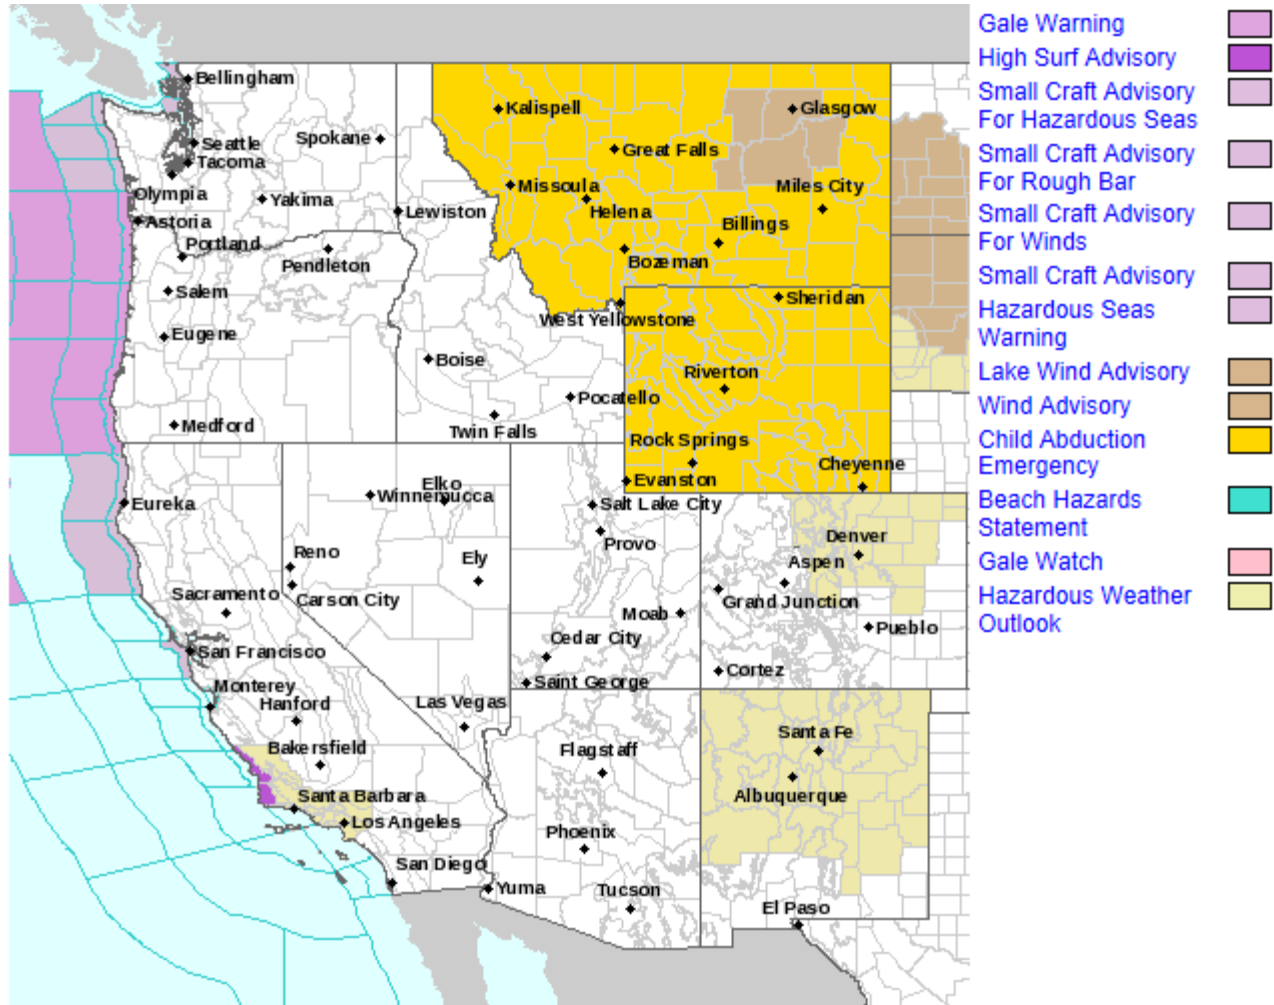 Bellingham
Seattle
Tacoma
Spokane
Olympia
Yakima
Astoria
Lewiston
Portland
Pendleton
Salem
Eugene
Medford
Kalispell
Glasgow
Great Falls
Missoula
Helena
Miles City
Billings
Bozeman
West Yellowstone
Sheridan
Boise
Pocatello
Twin Falls
Riverton
Rock Springs
Evanston
Cheyenne
Eureka
Elko
Winnemucca
Reno
Ely
Carson City
Sacramento
San Francisco
Monterey
Hanford
Las Vegas
Bakersfield
Santa Barbara
Los Angeles
San Diego
Salt Lake City
Provo
Moab
Cedar City
Saint George
Denver
Aspen
Grand Junction
Pueblo
Cortez
Flagstaff
Phoenix
Yuma
Tucson
Santa Fe
Albuquerque
El Paso
Gale Warning
High Surf Advisory
Small Craft Advisory
For Hazardous Seas
Small Craft Advisory
For Rough Bar
Small Craft Advisory
For Winds
Small Craft Advisory
Hazardous Seas
Warning
Lake Wind Advisory
Wind Advisory
Child Abduction
Emergency
Beach Hazards
Statement
Gale Watch
Hazardous Weather
Outlook